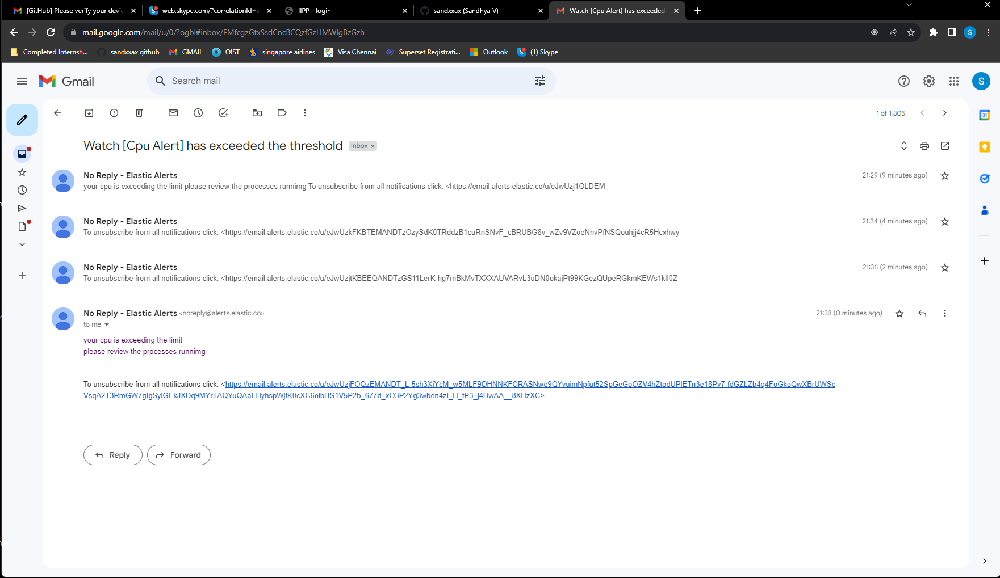 [GitHub] Please verify your devic
web.skype.com/?correlationId=
IIPP - login
sandxxax (Sandhya V)
Watch [Cpu Alert] has exceeded
mail.google.com/mail/u/0/?ogbl#inbox/FMfcgzGtxSsdCncBCQzfGzHMWlgBzGzh
S
Completed Internsh...
sandxxax github
GMAIL
OIST
singapore airlines
Visa Chennai
Superset Registrati...
Outlook
(1) Skype
Gmail
Search mail
S
1 of 1,805
31
Watch [Cpu Alert] has exceeded the threshold
Inbox ×
No Reply - Elastic Alerts
21:29 (9 minutes ago)
your cpu is exceeding the limit please review the processes runnimg To unsubscribe from all notifications click: <https://email.alerts.elastic.co/u/eJwUzj1OLDEM
No Reply - Elastic Alerts
21:34 (4 minutes ago)
To unsubscribe from all notifications click: <https://email.alerts.elastic.co/u/eJwUzkFKBTEMANDTzOzySdK0TRddzB1cuRnSNvF_cBRUBG8v_wZv9VZoeNnvPfNSQouhjj4cR5Hcxhwy
No Reply - Elastic Alerts
21:36 (2 minutes ago)
To unsubscribe from all notifications click: <https://email.alerts.elastic.co/u/eJwUzjtKBEEQANDTzGS11LerK-hg7mBkMvTXXXAUVARvL3uDN0okajPt99KGezQUpeRGkmKEWs1kIl0Z
No Reply - Elastic Alerts <noreply@alerts.elastic.co>
21:38 (0 minutes ago)
to me
your cpu is exceeding the limit
please review the processes runnimg
To unsubscribe from all notifications click: <https://email.alerts.elastic.co/u/eJwUzjFOQzEMANDT_L-5sh3XiYcM_w5MLF9OHNNKFCRASNwe9QYvuimNpfut52SpGeGoOZV4hZtodUPlETn3e18Pv7-fdGZLZb4q4FoGkoQwXBrUWSc
VsqA2T3RmGW7gIgSyiGEkJXDq9MYrTAQYuQAaFHyhspWjtK0cXC6olbHS1V5P2b_677d_xO3P2Yg3wben4zI_H_tP3_j4DwAA__8XHzXC>
Reply
Forward